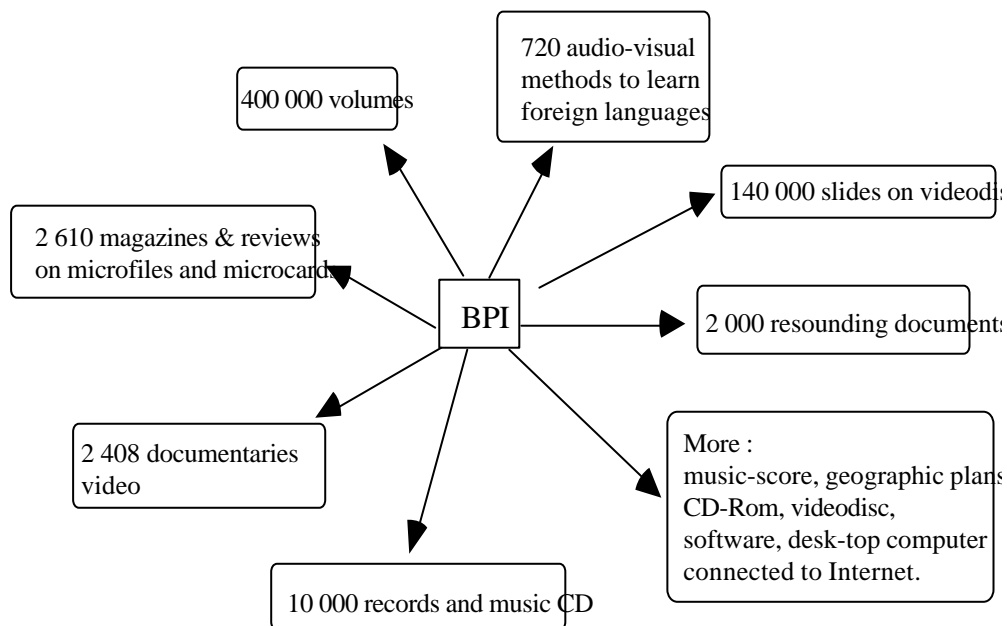 720 audio-visual
methods to learn
foreign languages
400 000 volumes
140 000 slides on videodis
2 610 magazines & reviews
on microfiles and microcards
BPI
2 000 resounding documents
2 408 documentaries
video
More :
music-score, geographic plans
CD-Rom, videodisc,
software, desk-top computer
connected to Internet.
10 000 records and music CD